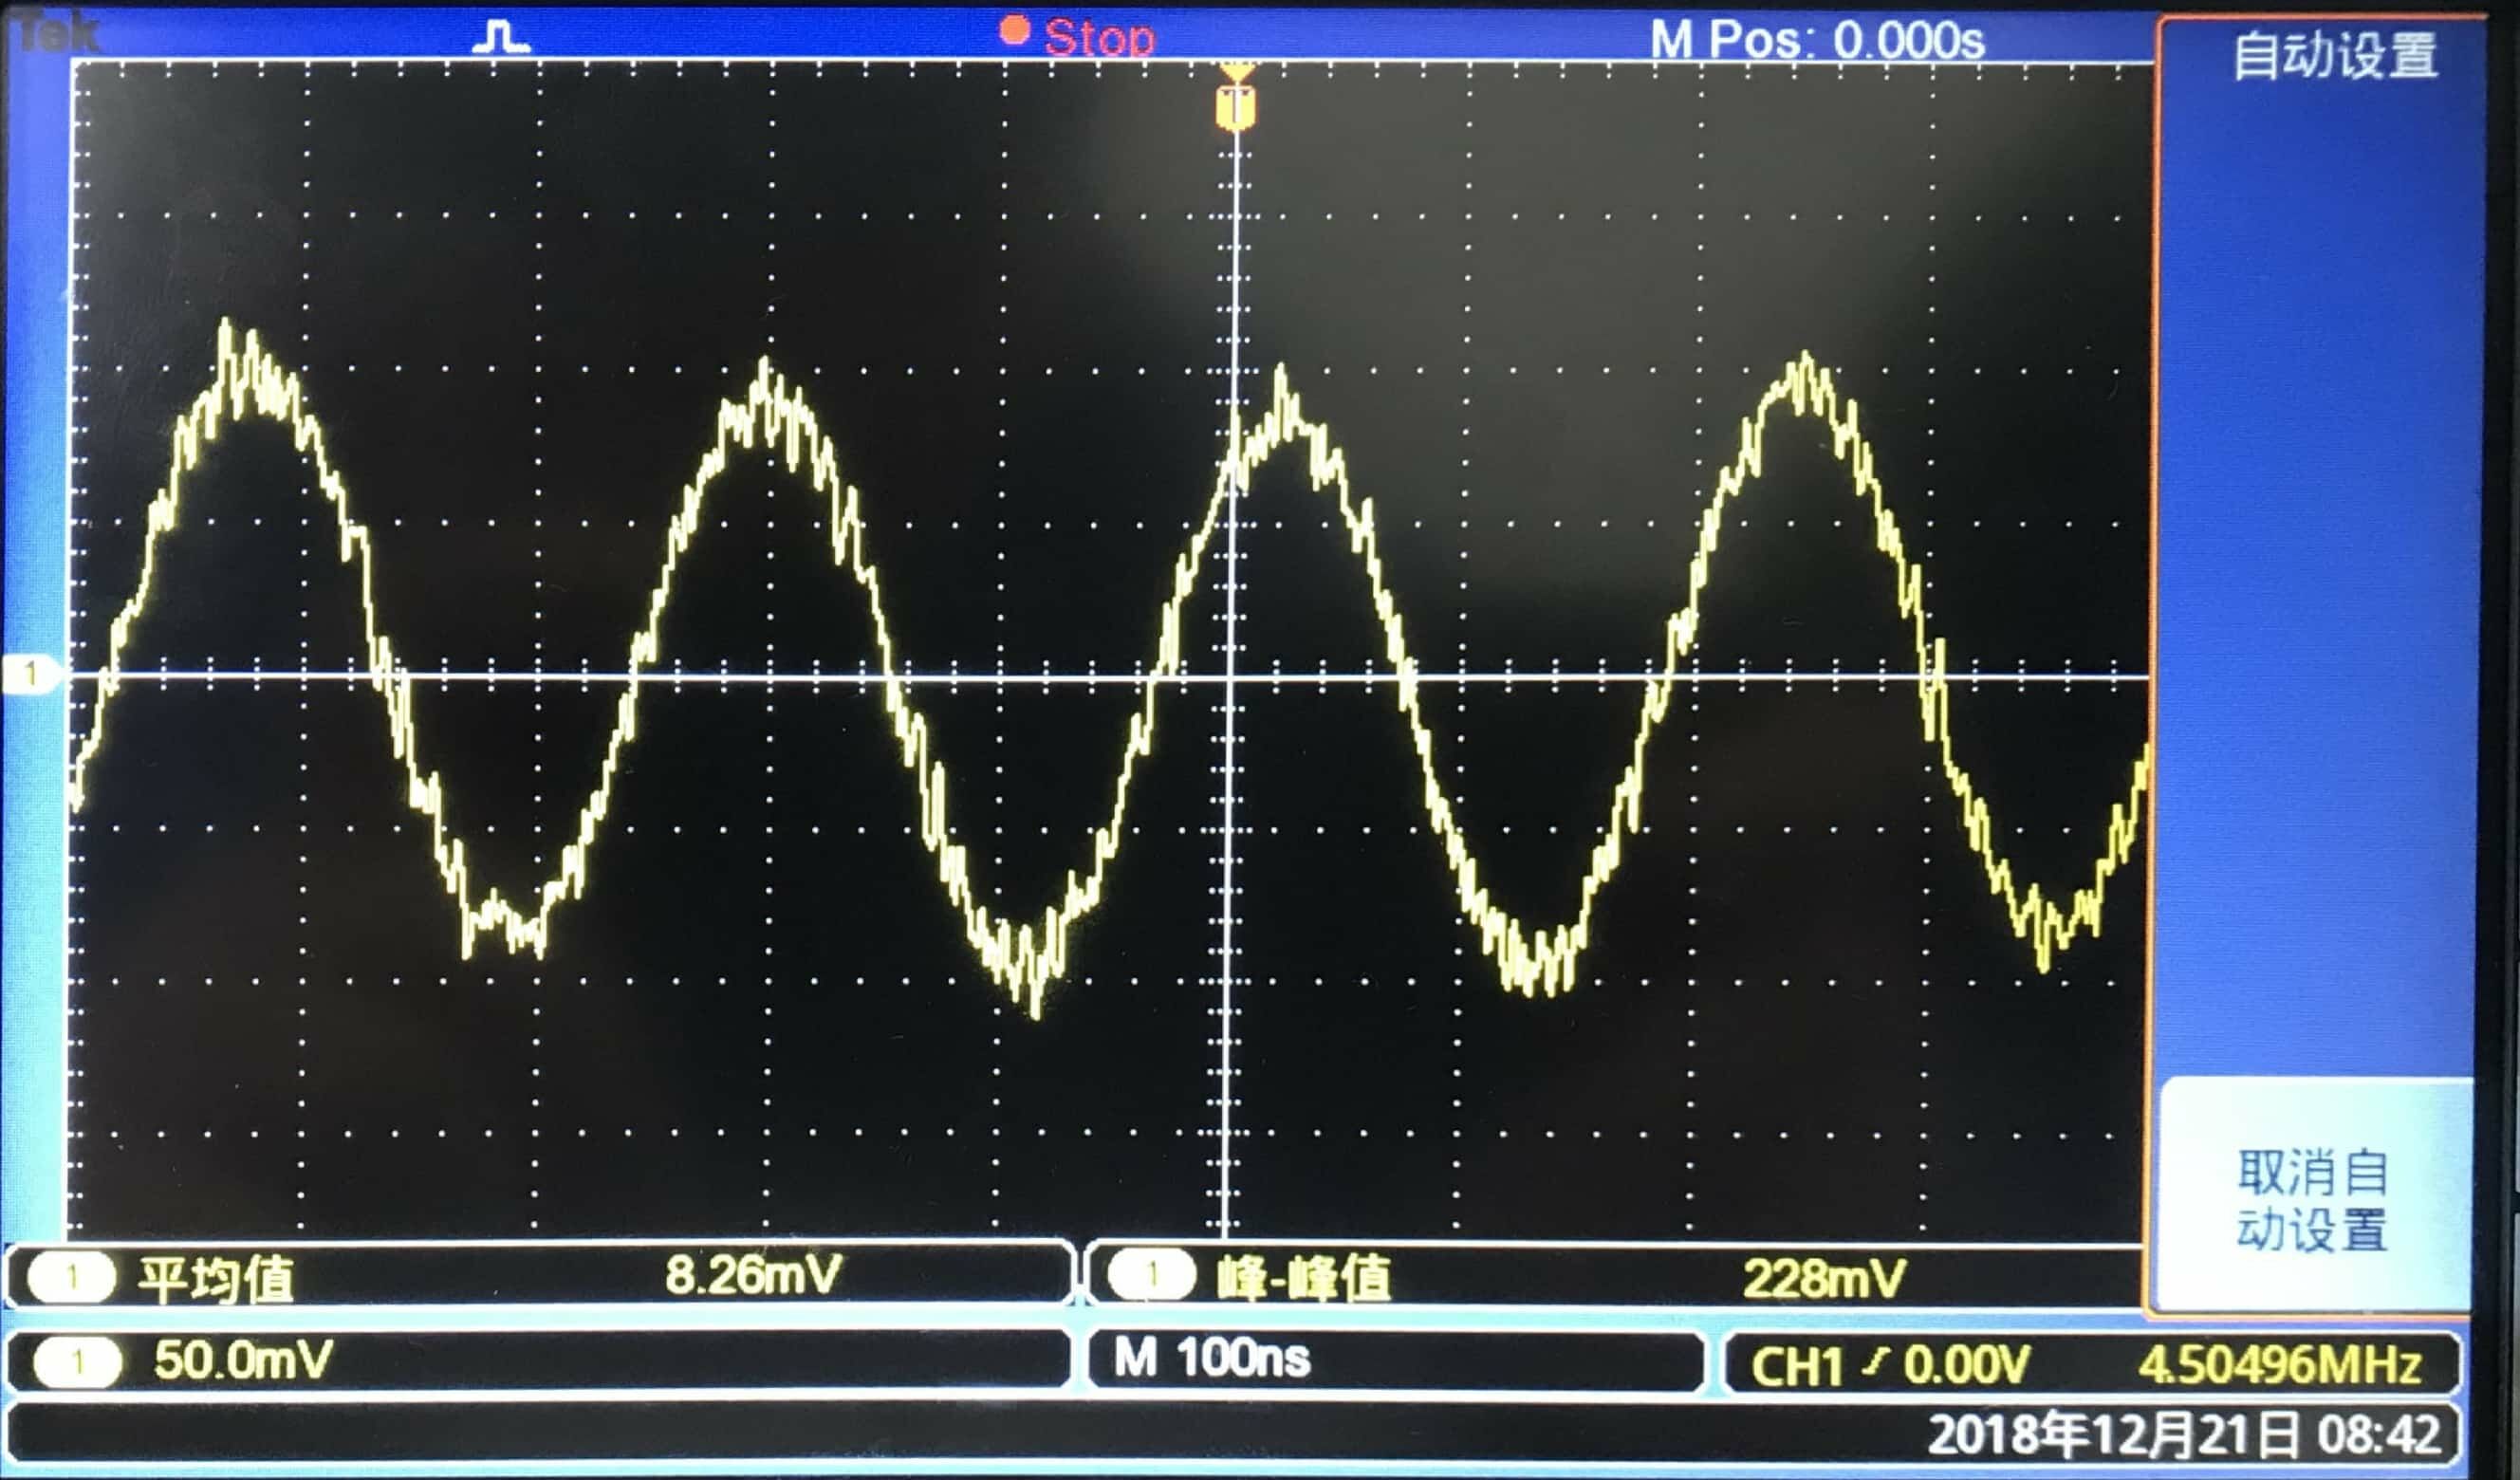 Tek
Stop
M Pos: 0.000s
自动设置
T
1
取消自
动设置
1 平均值 8.26mV
1 峰-峰值 228mV
1 50.0mV
M 100ns
CH1 0.00V 4.50496MHz
2018年12月21日 08:42